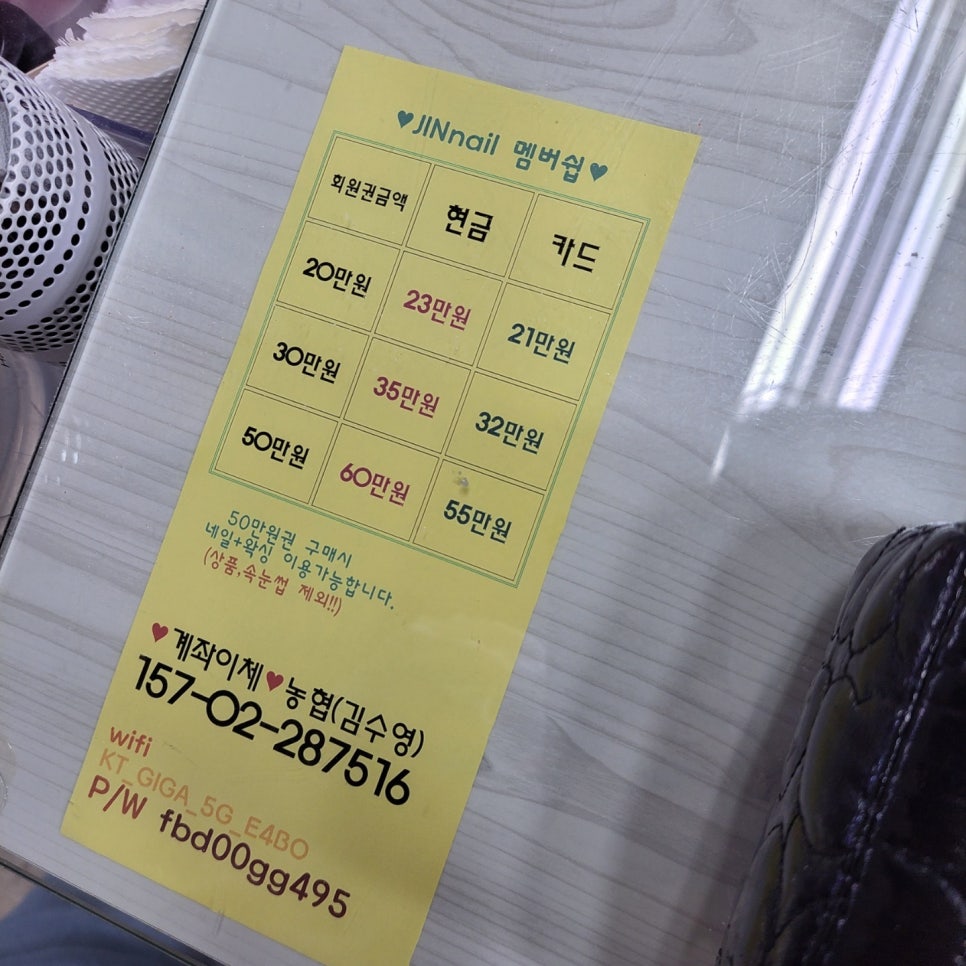 ♥JINnail 멤버쉽♥
회원권금액 현금 카드
20만원 23만원 21만원
30만원 35만원 32만원
50만원 60만원 55만원
50만원권 구매시
네일+왁싱 이용가능합니다.
(상품,속눈썹 제외!!)
♥계좌이체♥농협(김수영)
157-02-287516
wifi
KT_GIGA_5G_E4B0
P/W fbd00gg495